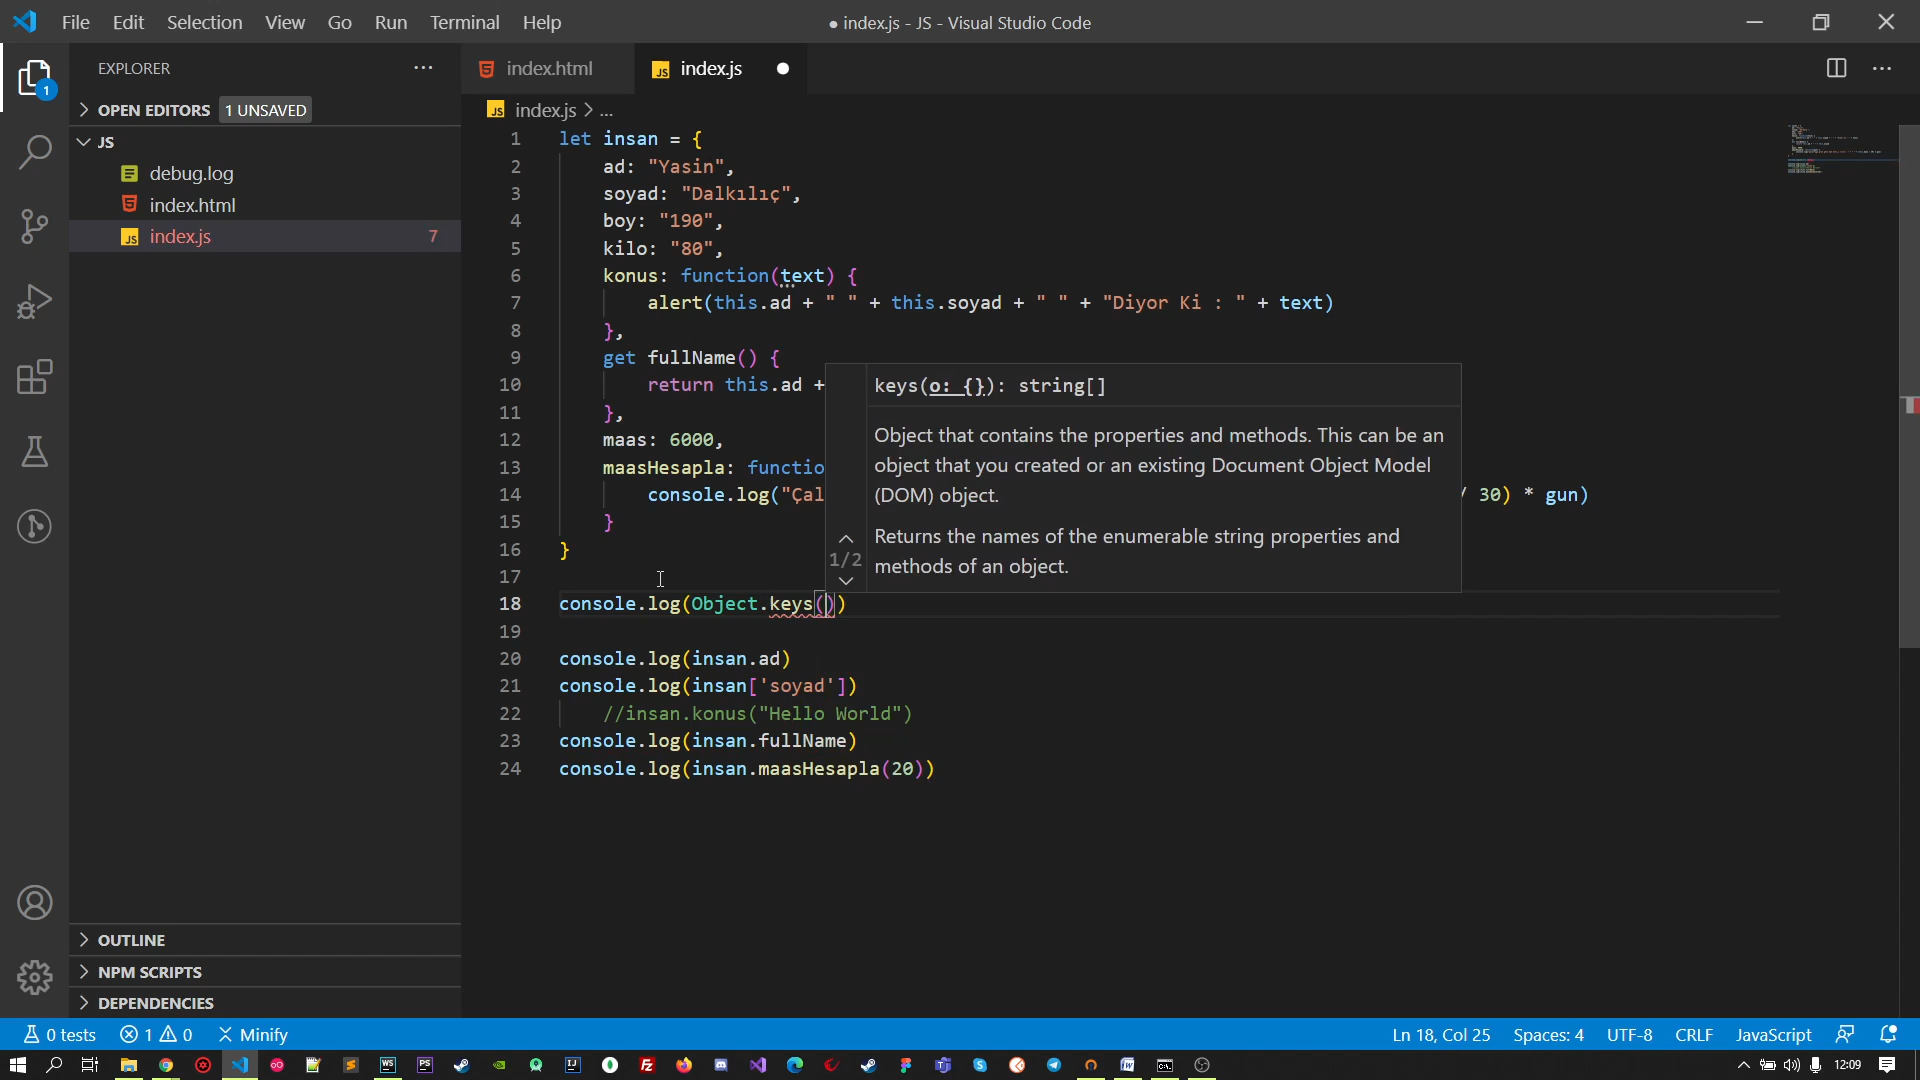 File Edit Selection View Go Run Terminal Help
● index.js - JS - Visual Studio Code
EXPLORER
OPEN EDITORS 1 UNSAVED
JS
debug.log
index.html
index.js 7
OUTLINE
NPM SCRIPTS
DEPENDENCIES
1
index.html
JS index.js
JS index.js > ...
1 let insan = {
2 ad: "Yasin",
3 soyad: "Dalkılıç",
4 boy: "190",
5 kilo: "80",
6 konus: function(text) {
7 alert(this.ad + " " + this.soyad + " " + "Diyor Ki : " + text)
8 },
9 get fullName() {
10 return this.ad +
11 },
12 maas: 6000,
13 maasHesapla: functio
14 console.log("Çal / 30) * gun)
15 }
16 }
17
18 console.log(Object.keys())
19
20 console.log(insan.ad)
21 console.log(insan['soyad'])
22 //insan.konus("Hello World")
23 console.log(insan.fullName)
24 console.log(insan.maasHesapla(20))
keys(o: {}): string[]
Object that contains the properties and methods. This can be an
object that you created or an existing Document Object Model
(DOM) object.
Returns the names of the enumerable string properties and
methods of an object.
1/2
0 tests 1 0 Minify
Ln 18, Col 25 Spaces: 4 UTF-8 CRLF JavaScript
12:09